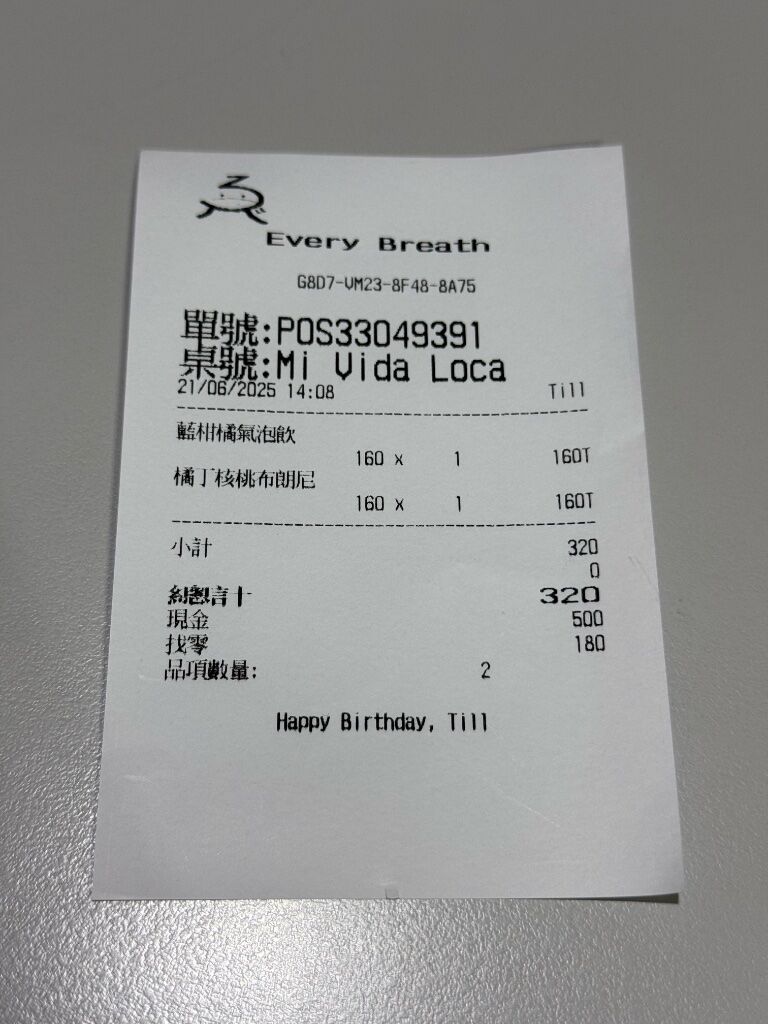 Every Breath
G8D7-VM23-8F48-8A75
單號:POS33049391
桌號:Mi Vida Loca
21/06/2025 14:08 Till
藍柑橘氣泡飲
160 x 1 160T
橘丁核桃布朗尼
160 x 1 160T
小計 320
0
總計 320
現金 500
找零 180
品項數量: 2
Happy Birthday, Till